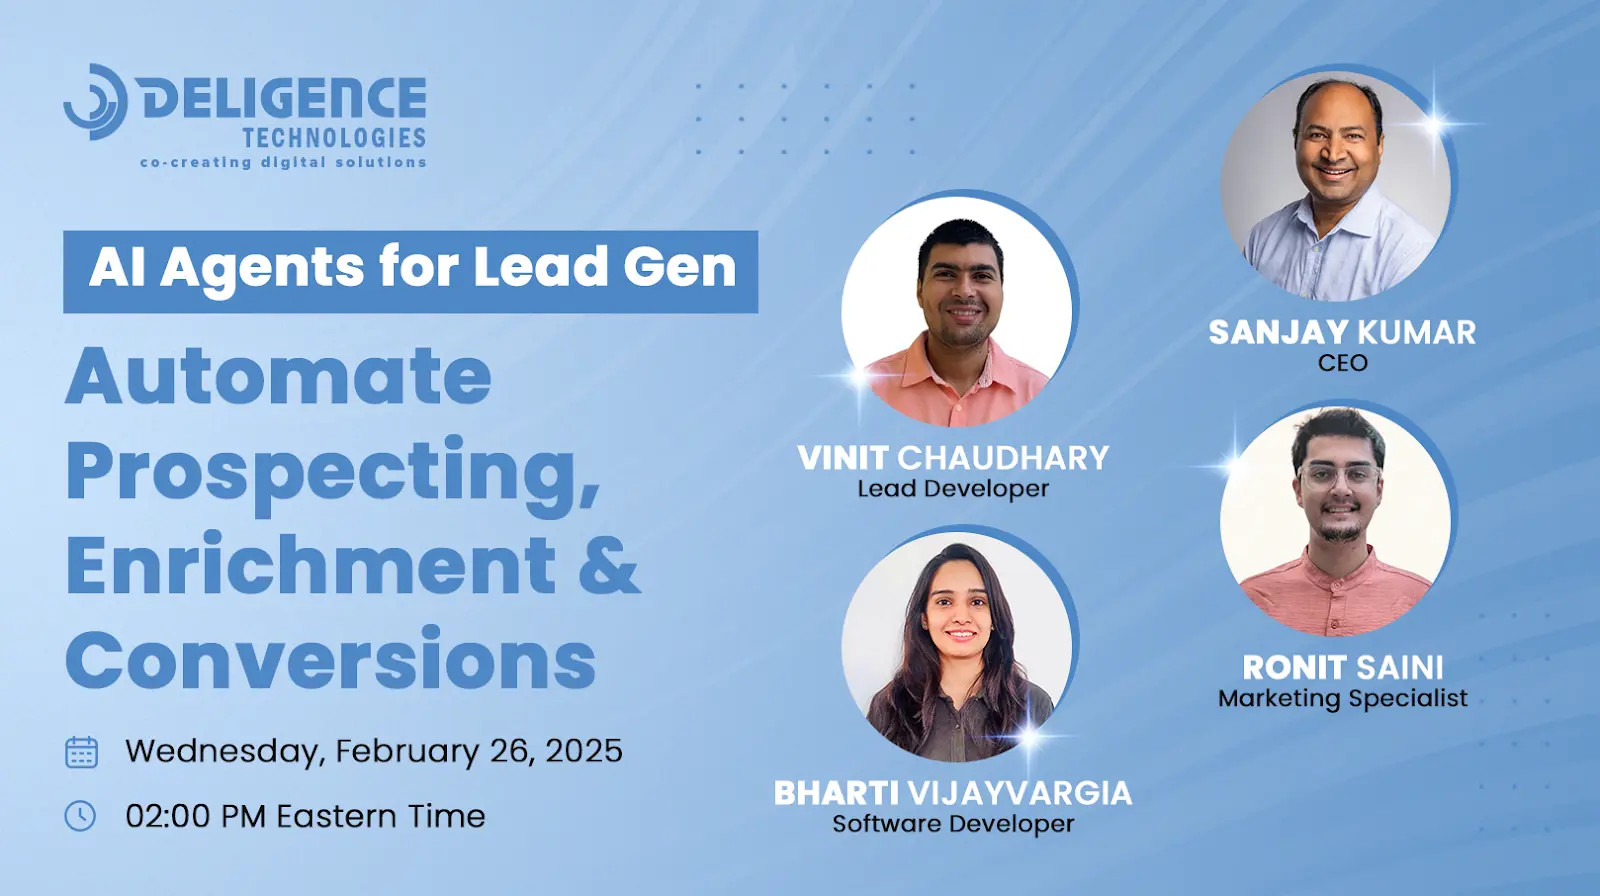 DELIGENCE
TECHNOLOGIES
co-creating digital solutions
AI Agents for Lead Gen
Automate
Prospecting,
Enrichment &
Conversions
Wednesday, February 26, 2025
02:00 PM Eastern Time
VINIT CHAUDHARY
Lead Developer
BHARTI VIJAYVARGIA
Software Developer
SANJAY KUMAR
CEO
RONIT SAINI
Marketing Specialist